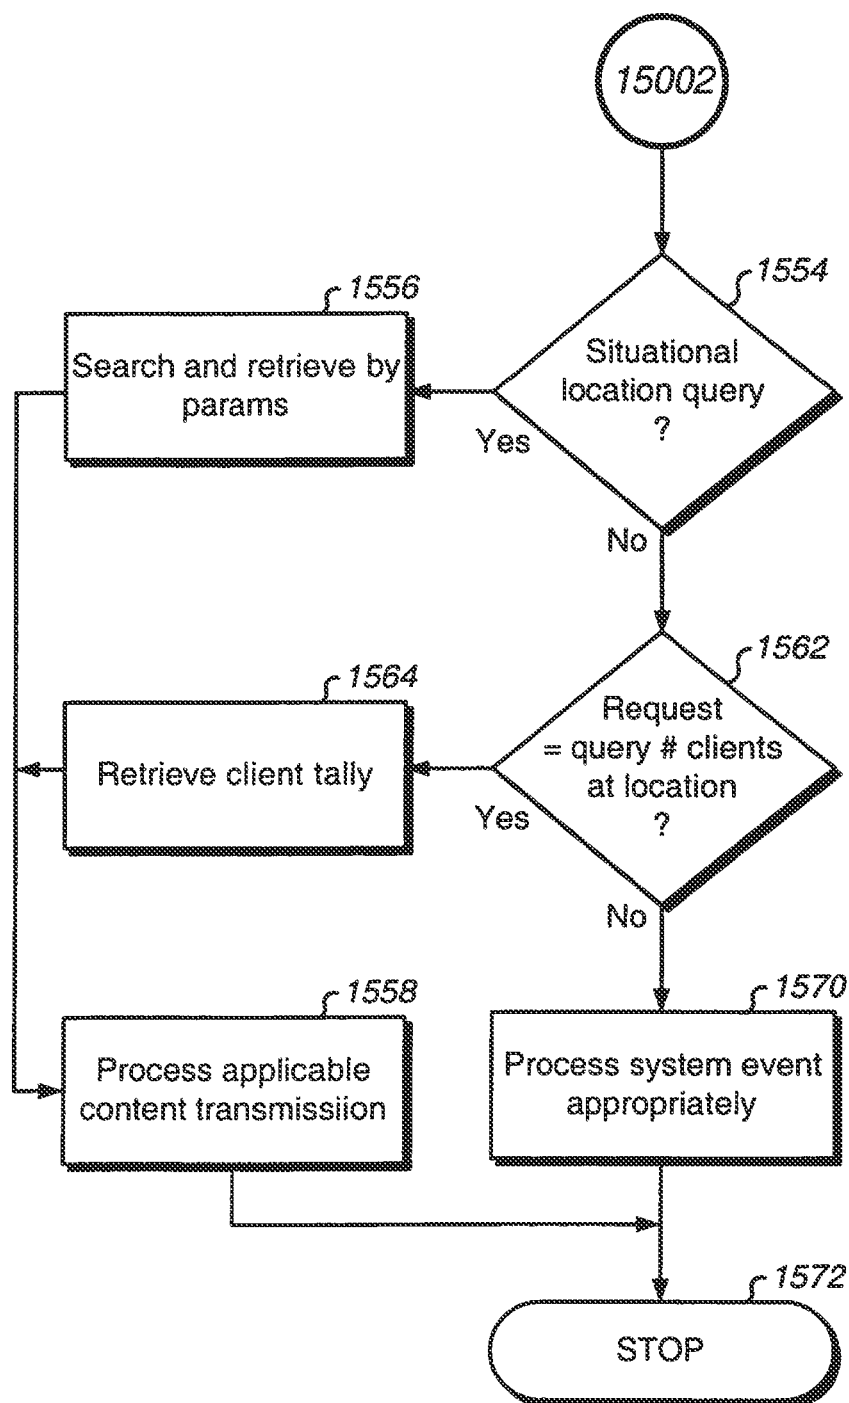 15002
1554
Situational
location query
?
Yes
No
1556
Search and retrieve by
params
1562
Request
= query # clients
at location
?
Yes
No
1564
Retrieve client tally
1558
Process applicable
content transmissiion
1570
Process system event
appropriately
1572
STOP